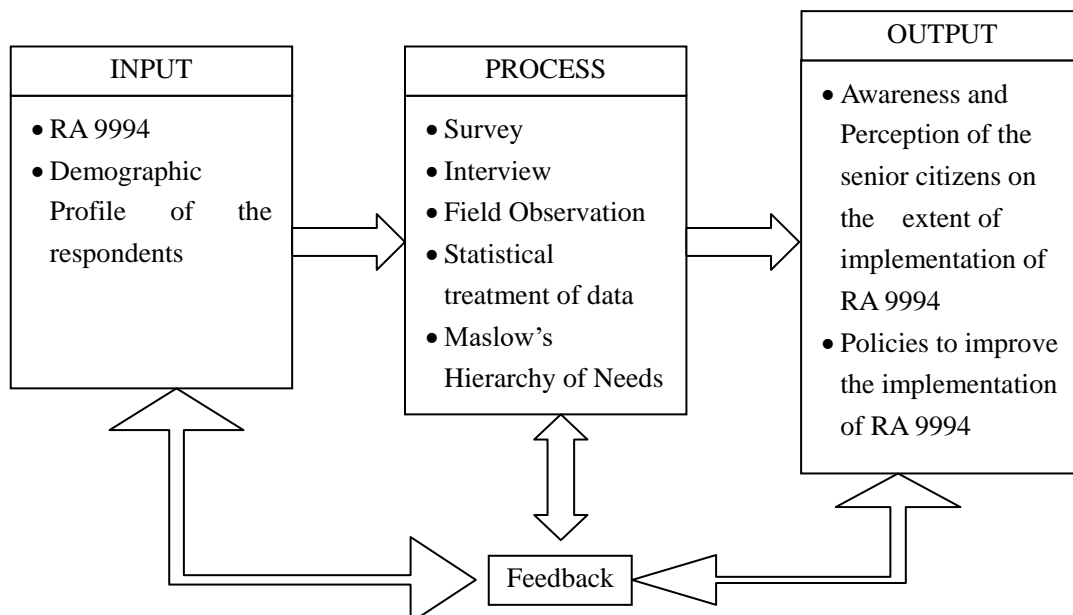 INPUT
• RA 9994
• Demographic
Profile of the
respondents
PROCESS
• Survey
• Interview
• Field Observation
• Statistical
treatment of data
• Maslow’s
Hierarchy of Needs
OUTPUT
• Awareness and
Perception of the
senior citizens on
the extent of
implementation of
RA 9994
• Policies to improve
the implementation
of RA 9994
Feedback